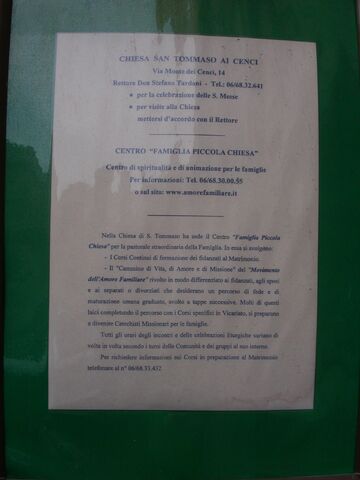 CHIESA SAN TOMMASO AI CENCI
Via Monte dei Cenci, 14
Rettore Don Stefano Tardani - Tel.: 06/68.32.641
• per la celebrazione delle S. Messe
• per visite alla Chiesa
mettersi d'accordo con il Rettore
CENTRO "FAMIGLIA PICCOLA CHIESA"
Centro di spiritualità e di animazione per le famiglie
Per informazioni: Tel. 06/68.30.00.55
o sul sito: www.amorefamiliare.it
Nella Chiesa di S. Tommaso ha sede il Centro "Famiglia Piccola
Chiesa" per la pastorale straordinaria della Famiglia. In essa si svolgono:
- I Corsi Continui di formazione dei fidanzati al Matrimonio.
- Il "Cammino di Vita, di Amore e di Missione" del "Movimento
dell'Amore Familiare" rivolto in modo differenziato ai fidanzati, agli sposi
e ai separati o divorziati che desiderano un percorso di fede e di
maturazione umana graduato, svolto a tappe successive. Molti di questi
laici completando il percorso con i Corsi specifici in Vicariato, si preparano
a divenire Catechisti Missionari per le famiglie.
Tutti gli orari degli incontri e delle celebrazioni liturgiche variano di
volta in volta secondo i turni delle Comunità e dei gruppi al suo interno.
Per richiedere informazioni sui Corsi in preparazione al Matrimonio
telefonare al n° 06/68.33.432